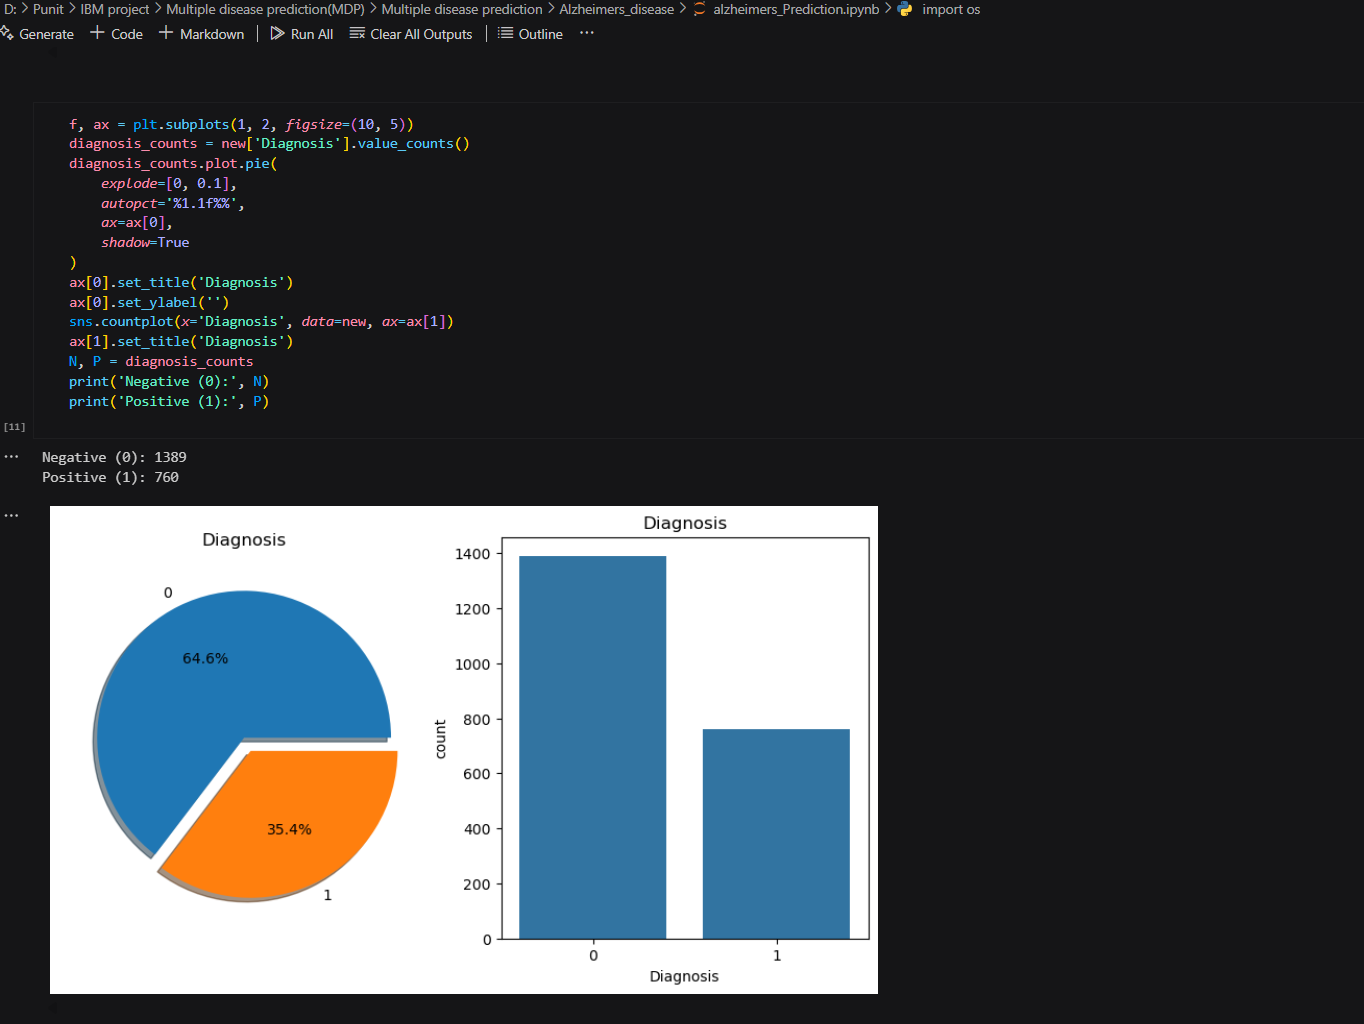 D: > Punit > IBM project > Multiple disease prediction(MDP) > Multiple disease prediction > Alzheimers_disease > alzheimers_Prediction.ipynb > import os
Generate + Code + Markdown | Run All Clear All Outputs | Outline ...
f, ax = plt.subplots(1, 2, figsize=(10, 5))
diagnosis_counts = new['Diagnosis'].value_counts()
diagnosis_counts.plot.pie(
    explode=[0, 0.1],
    autopct='%1.1f%%',
    ax=ax[0],
    shadow=True
)
ax[0].set_title('Diagnosis')
ax[0].set_ylabel('')
sns.countplot(x='Diagnosis', data=new, ax=ax[1])
ax[1].set_title('Diagnosis')
N, P = diagnosis_counts
print('Negative (0):', N)
print('Positive (1):', P)
[11]
... Negative (0): 1389
Positive (1): 760
...
Diagnosis
0
64.6%
35.4%
1
Diagnosis
1400
1200
1000
800
600
400
200
0
count
0 1
Diagnosis